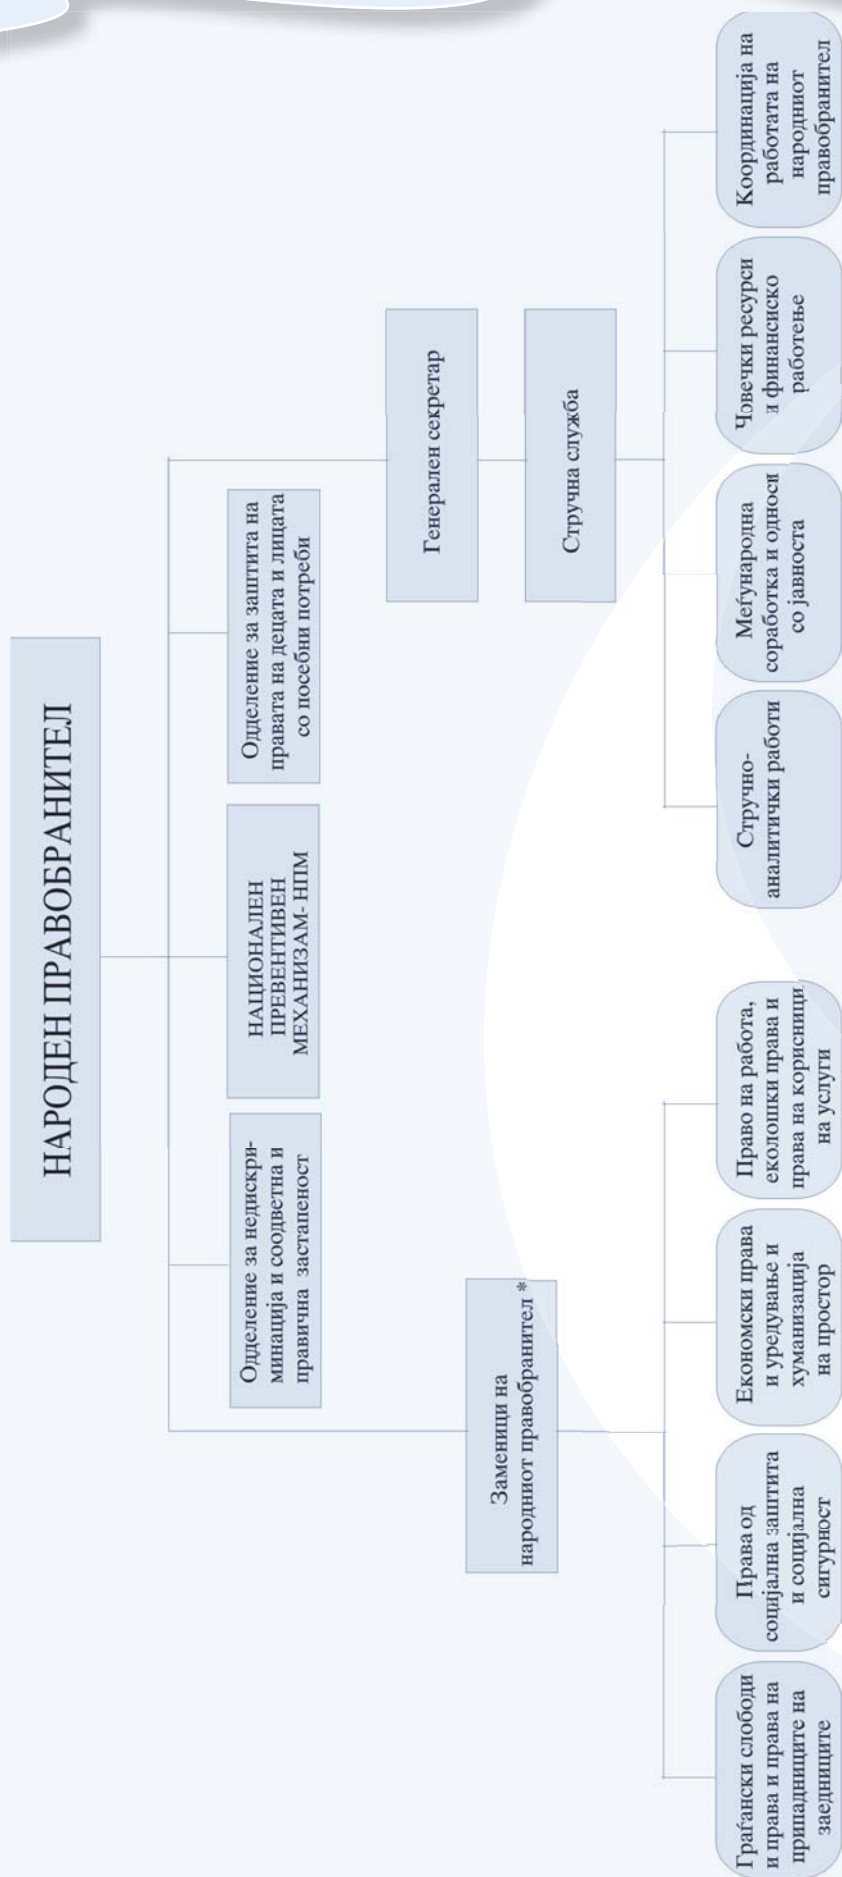 НАРОДЕН ПРАВОБРАНИТЕЛ
Одделение за недискри-
минација и соодветна и
правична застапеност
НАЦИОНАЛЕН
ПРЕВЕНТИВЕН
МЕХАНИЗАМ- НПМ
Одделение за заштита на
правата на децата и лицата
со посебни потреби
Заменици на
народниот правобранител *
Генерален секретар
Стручна служба
Граѓански слободи
и права и права на
припадниците на
заедниците
Права од
социјална заштита
и социјална
сигурност
Економски права
и уредување и
хуманизација
на простор
Право на работа,
еколошки права и
права на корисници
на услуги
Стручно-
аналитички работи
Меѓународна
соработка и односи
со јавноста
Човечки ресурси
и финансиско
работење
Координација на
работата на
народниот
правобранител